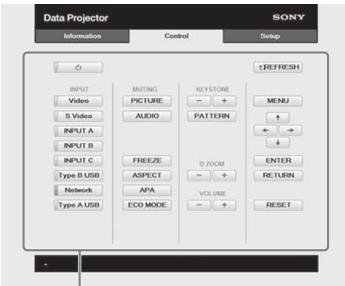 Data Projector
SONY
Information
Control
Setup
REFRESH
INPUT
MUTING
KEYSTONE
Video
PICTURE
- +
MENU
S Video
AUDIO
PATTERN
INPUT A
INPUT B
INPUT C
FREEZE
D ZOOM
ENTER
Type B USB
ASPECT
- +
RETURN
Network
APA
VOLUME
Type A USB
ECO MODE
- +
RESET